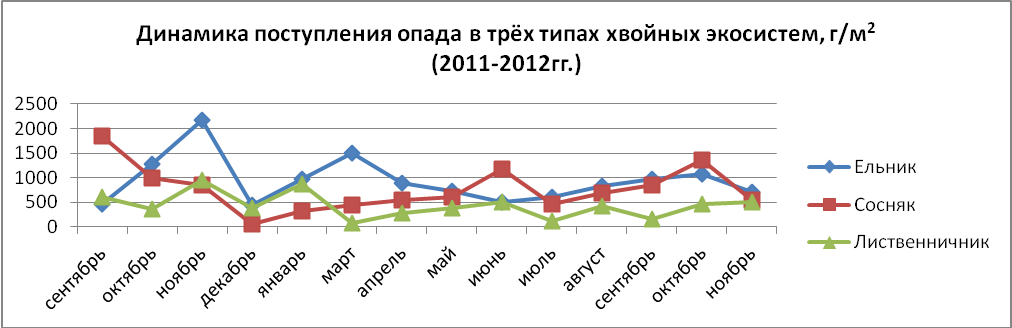 Динамика поступления опада в трёх типах хвойных экосистем, г/м²
(2011-2012гг.)
2500
2000
1500
1000
500
0
сентябрь
октябрь
ноябрь
декабрь
январь
март
апрель
май
июнь
июль
август
сентябрь
октябрь
ноябрь
Ельник
Сосняк
Лиственничник